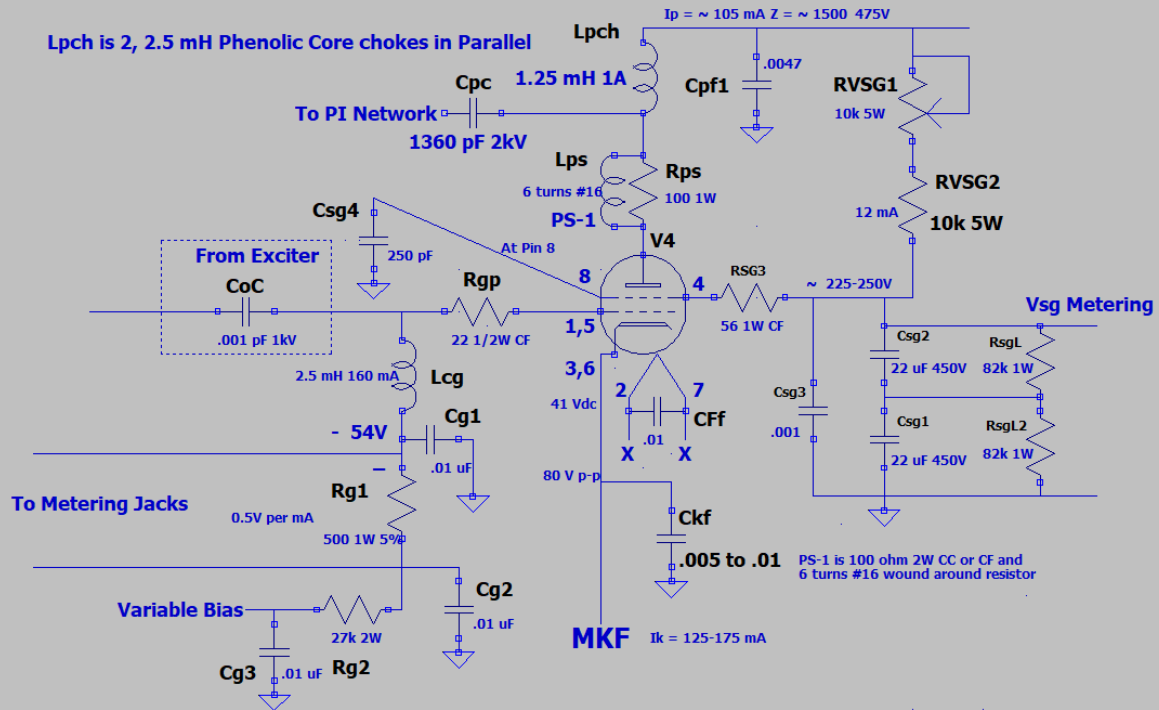 Ip = ~ 105 mA Z = ~ 1500 475V
Lpch is 2, 2.5 mH Phenolic Core chokes in Parallel
Lpch
1.25 mH 1A
.0047
Cpf1
RVSG1
10k 5W
Cpc
To PI Network
1360 pF 2kV
Lps
6 turns #16
PS-1
Rps
100 1W
RVSG2
12 mA
10k 5W
Csg4
250 pF
At Pin 8
V4
From Exciter
CoC
.001 pF 1kV
Rgp
22 1/2W CF
8
1,5
3,6
4
RSG3
56 1W CF
~ 225-250V
Vsg Metering
Csg2
22 uF 450V
RsgL
82k 1W
2.5 mH 160 mA
Lcg
41 Vdc
2
7
CFf
.01
X
X
Csg3
.001
Csg1
22 uF 450V
RsgL2
82k 1W
- 54V
Cg1
.01 uF
–
80 V p-p
To Metering Jacks
Rg1
0.5V per mA
500 1W 5%
Ckf
.005 to .01
PS-1 is 100 ohm 2W CC or CF and
6 turns #16 wound around resistor
Variable Bias
27k 2W
Rg2
Cg2
.01 uF
Cg3
.01 uF
MKF
Ik = 125-175 mA